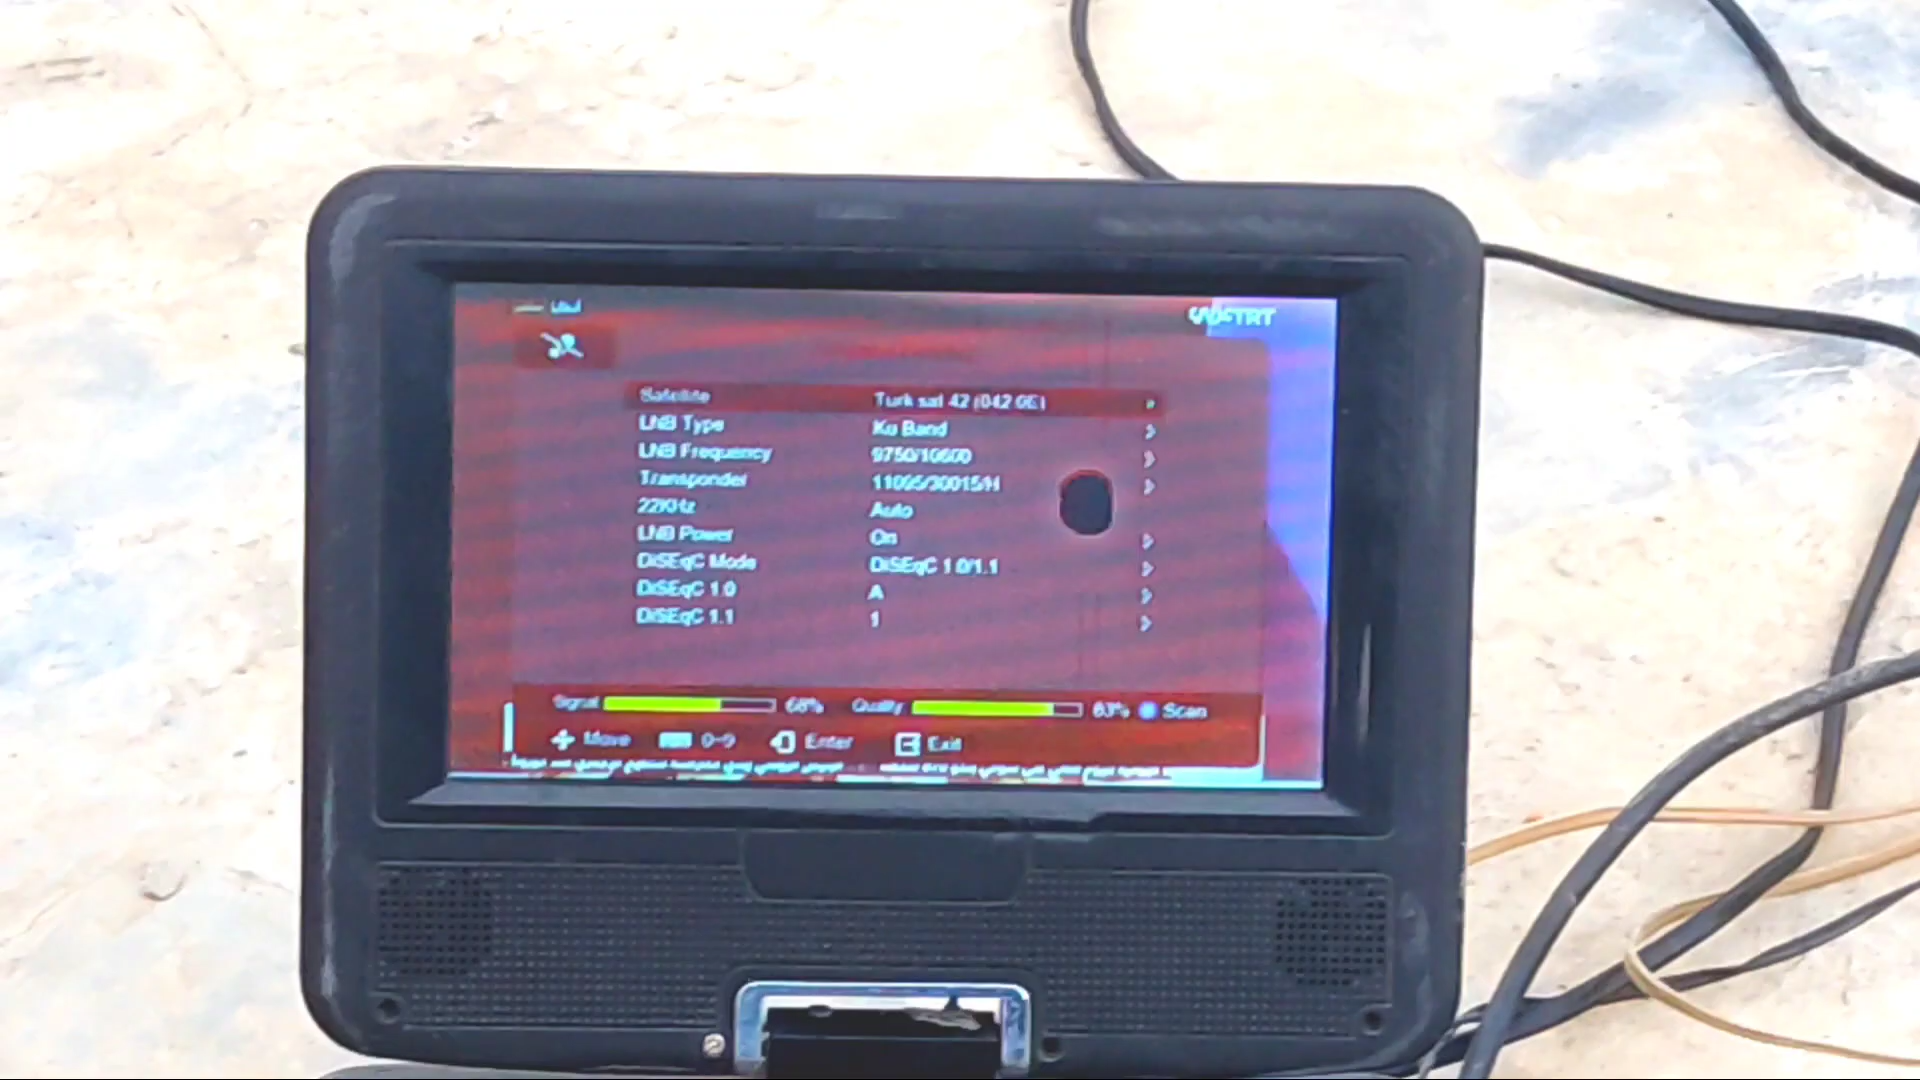 TRT
Satellite Turk sat 42 (042.0E)
LNB Type Ku Band
LNB Frequency 9750/10600
Transponder 11095/30015/H
22KHz Auto
LNB Power On
DiSEqC Mode DiSEqC 1.0/1.1
DiSEqC 1.0 A
DiSEqC 1.1 1
Signal 68% Quality 83% Scan
Move 0-9 Enter Exit